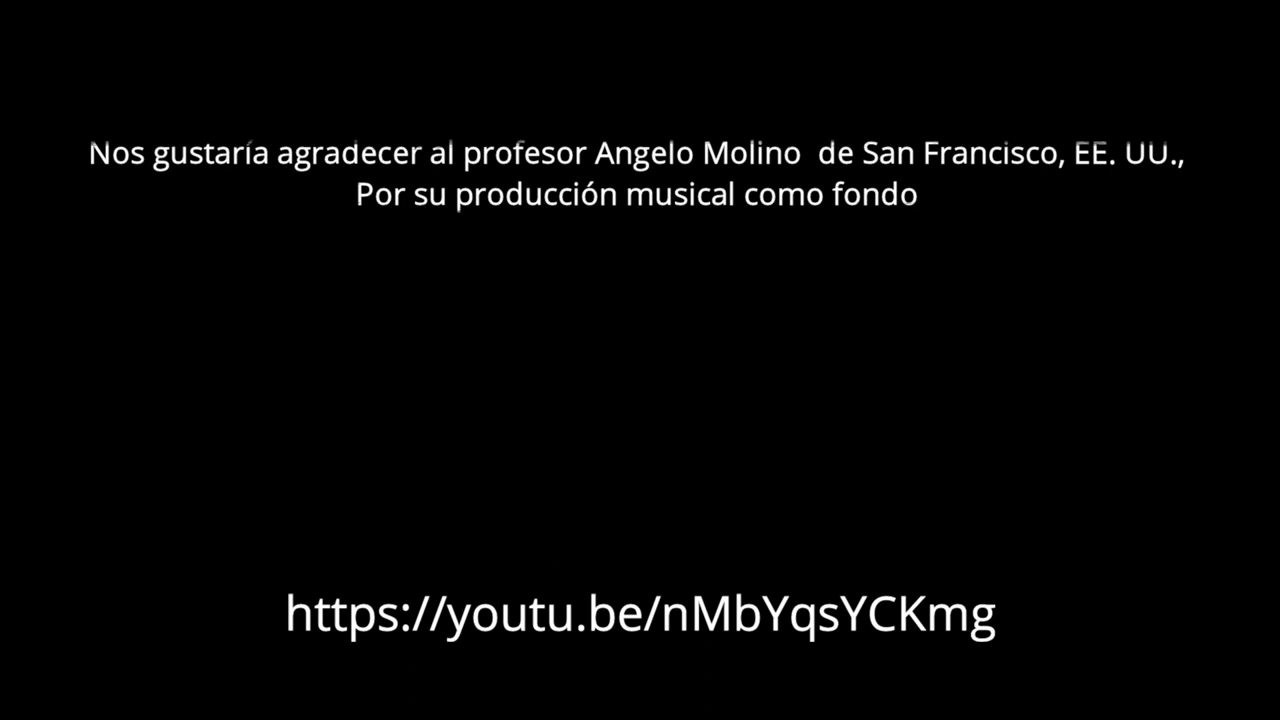 Nos gustaría agradecer al profesor Angelo Molino  de San Francisco, EE. UU.,
Por su producción musical como fondo
https://youtu.be/nMbYqsYCKmg